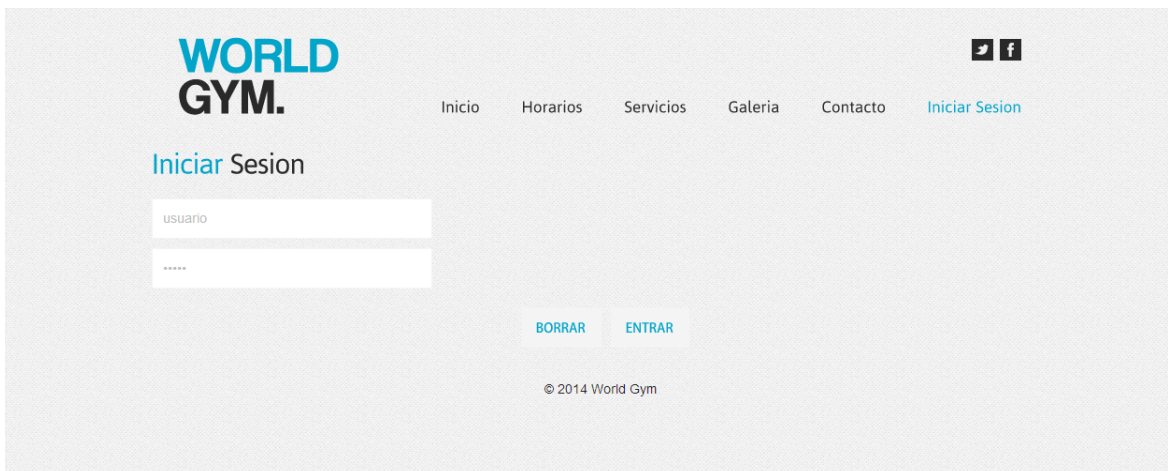 WORLD
GYM.
Inicio Horarios Servicios Galeria Contacto Iniciar Sesion
Iniciar Sesion
usuario
•••••
BORRAR ENTRAR
© 2014 World Gym